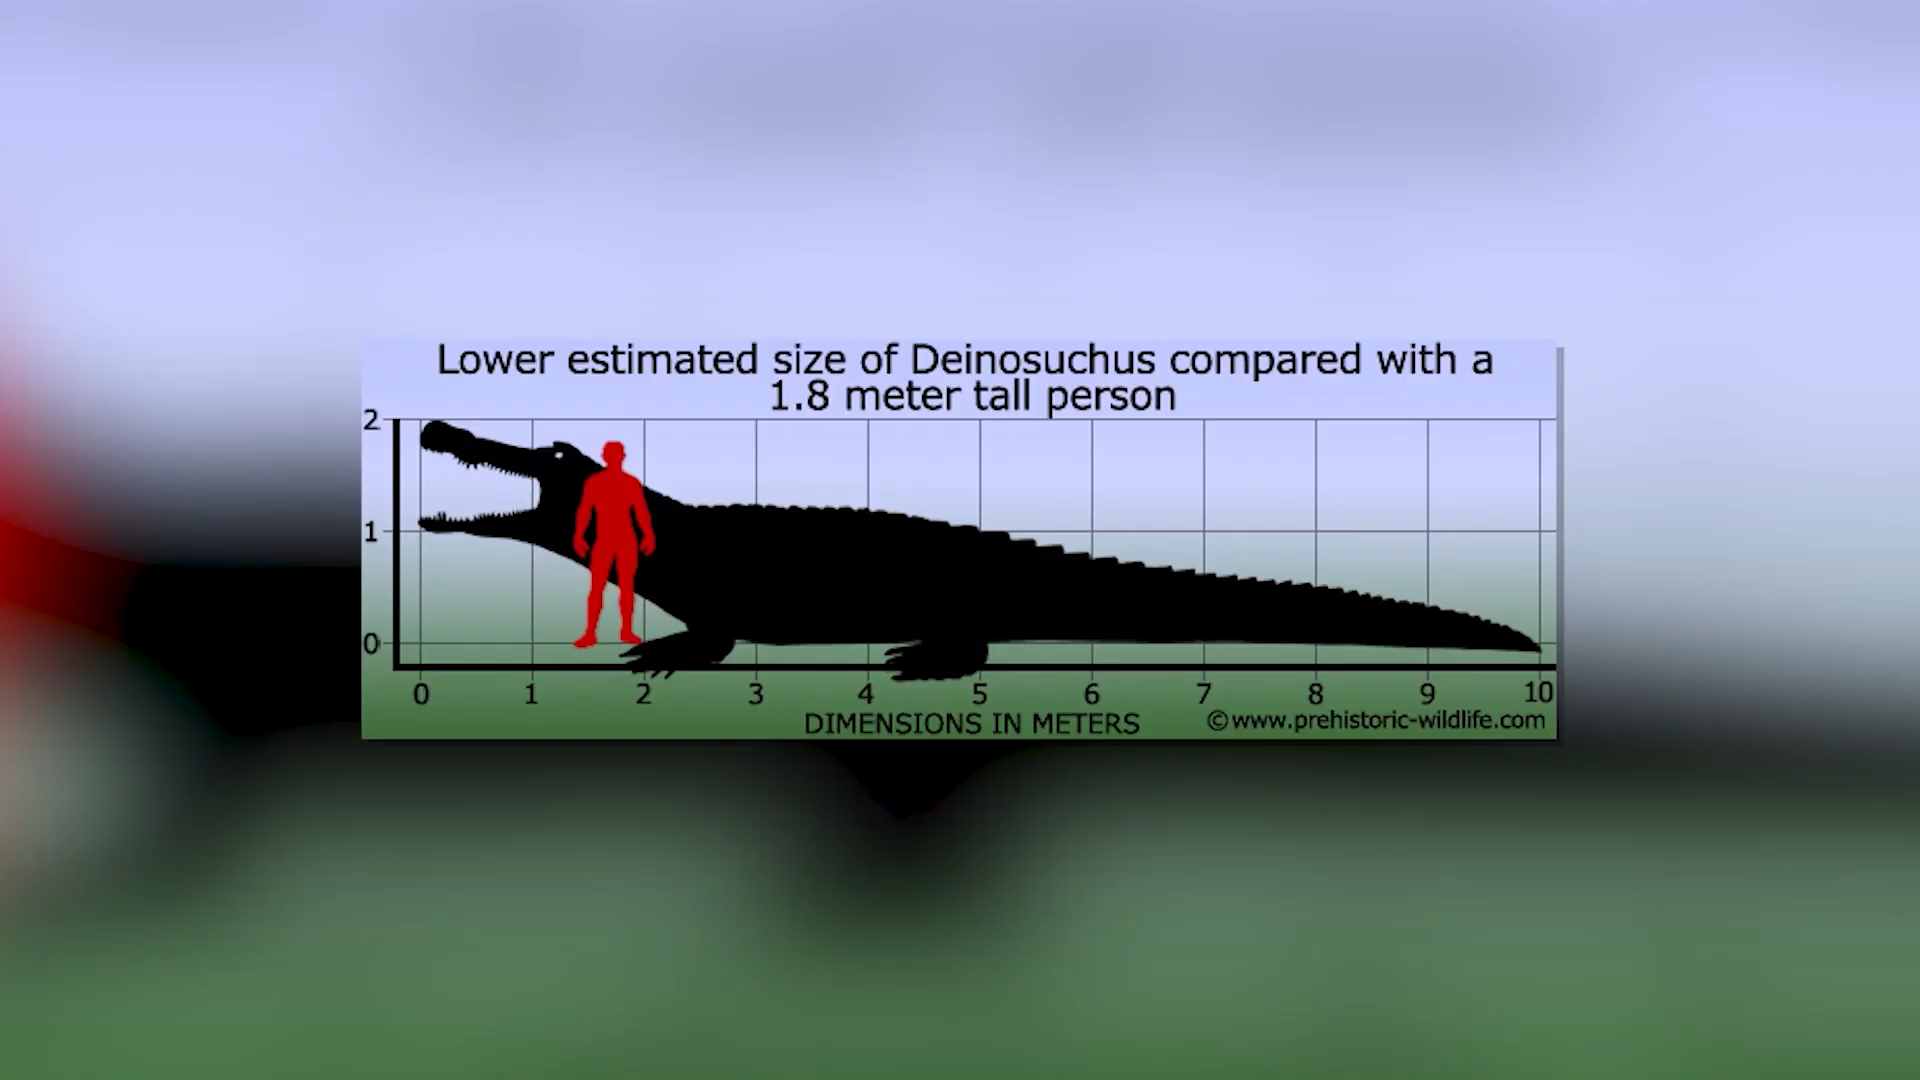 Lower estimated size of Deinosuchus compared with a
1.8 meter tall person
2
1
0
0 1 2 3 4 5 6 7 8 9 10
DIMENSIONS IN METERS
©www.prehistoric-wildlife.com